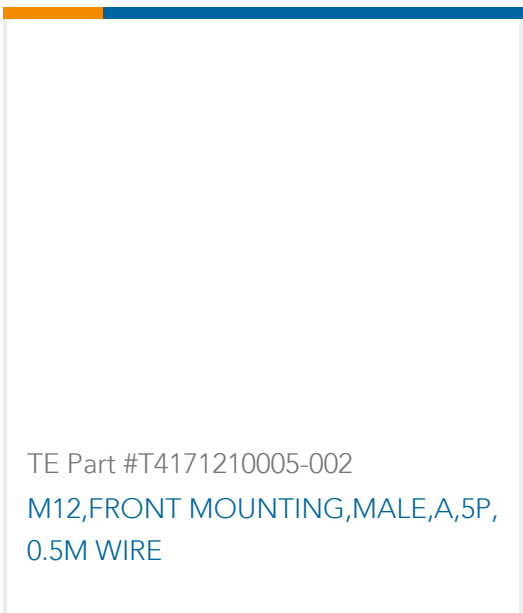 TE Part #T4171210005-002
M12,FRONT MOUNTING,MALE,A,5P,
0.5M WIRE